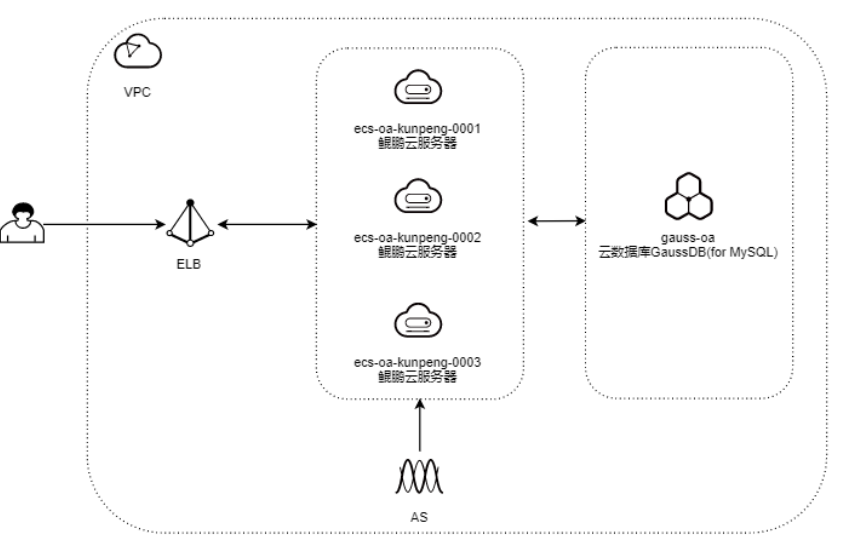 VPC
ecs-oa-kunpeng-0001
鲲鹏云服务器
ecs-oa-kunpeng-0002
鲲鹏云服务器
ELB
gauss-oa
云数据库GaussDB(for MySQL)
ecs-oa-kunpeng-0003
鲲鹏云服务器
AS